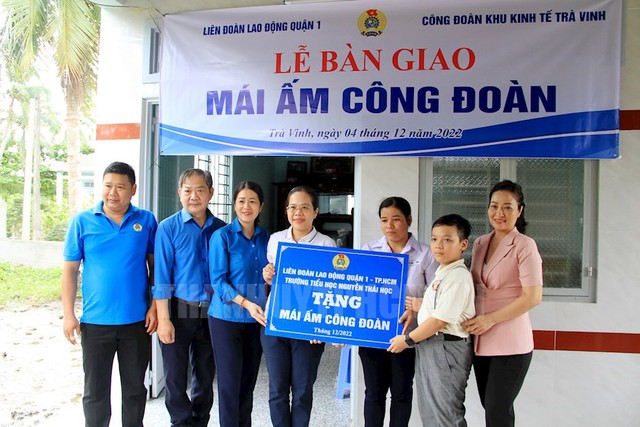 LIÊN ĐOÀN LAO ĐỘNG QUẬN 1
CÔNG ĐOÀN KHU KINH TẾ TRÀ VINH
LỄ BÀN GIAO
MÁI ẤM CÔNG ĐOÀN
Trà Vinh, ngày 04 tháng 12 năm 2022
LIÊN ĐOÀN LAO ĐỘNG QUẬN 1 - TP.HCM
TRƯỜNG TIỂU HỌC NGUYỄN THÁI HỌC
TẶNG
MÁI ẤM CÔNG ĐOÀN
Tháng 12/2022